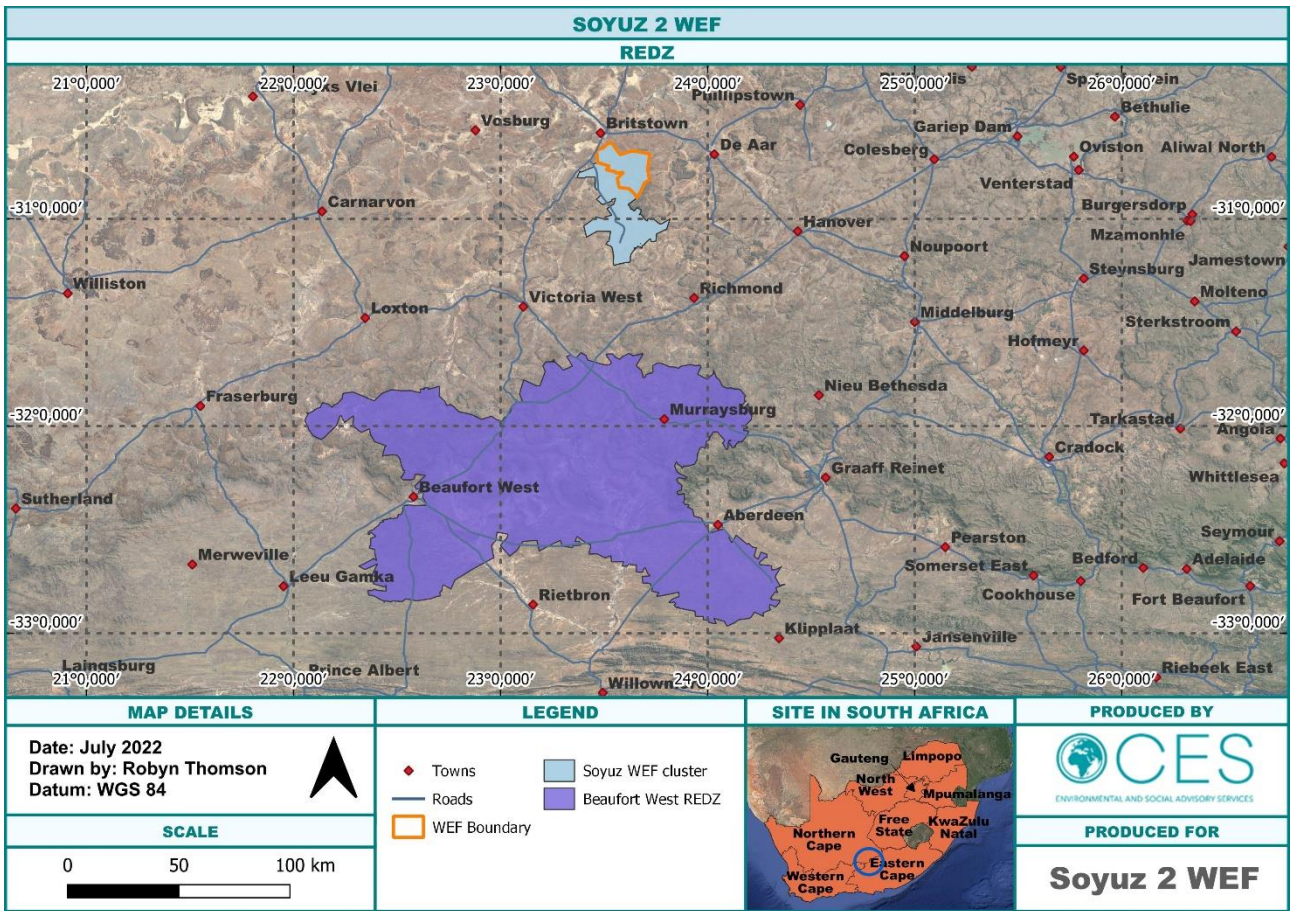 SOYUZ 2 WEF
REDZ
21°0,000' 22°0,000' 23°0,000' 24°0,000' 25°0,000' 26°0,000'
Vlei
Phillipstown
Bethulie
Vosburg
Britstown
Gariep Dam
De Aar
Colesberg
Oviston
Aliwal North
Venterstad
-31°0,000' -31°0,000'
Carnarvon
Burgersdorp
Hanover
Mzamonhle
Noupoort
Jamestown
Steynsburg
Williston
Richmond
Victoria West
Molteno
Loxton
Middelburg
Sterkstroom
Hofmeyr
Nieu Bethesda
Fraserburg
-32°0,000' -32°0,000'
Murraysburg
Tarkastad
Angola
Cradock
Graaff Reinet
Whittlesea
Beaufort West
Sutherland
Aberdeen
Seymour
Pearston
Merweville
Bedford
Somerset East
Adelaide
Leeu Gamka
Cookhouse
Rietbron
Fort Beaufort
-33°0,000' -33°0,000'
Klipplaat
Jansenville
Laingsburg
Prince Albert
Riebeek East
21°0,000' 22°0,000' 23°0,000' 24°0,000' 25°0,000' 26°0,000'
MAP DETAILS
Date: July 2022
Drawn by: Robyn Thomson
Datum: WGS 84
SCALE
0 50 100 km
LEGEND
Towns
Roads
WEF Boundary
Soyuz WEF cluster
Beaufort West REDZ
SITE IN SOUTH AFRICA
Limpopo
Gauteng
North
West
Mpumalanga
Free
State
KwaZulu
Natal
Northern
Cape
Eastern
Cape
Western
Cape
PRODUCED BY
CES
ENVIRONMENTAL AND SOCIAL ADVISORY SERVICES
PRODUCED FOR
Soyuz 2 WEF